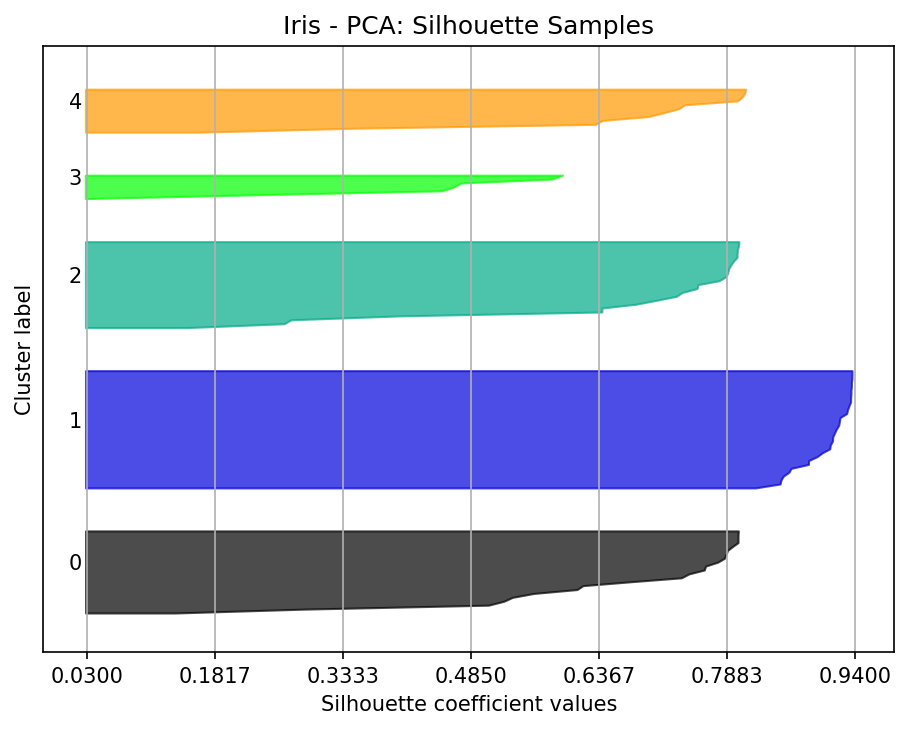 Iris - PCA: Silhouette Samples
4
3
2
1
0
Cluster label
0.0300 0.1817 0.3333 0.4850 0.6367 0.7883 0.9400
Silhouette coefficient values